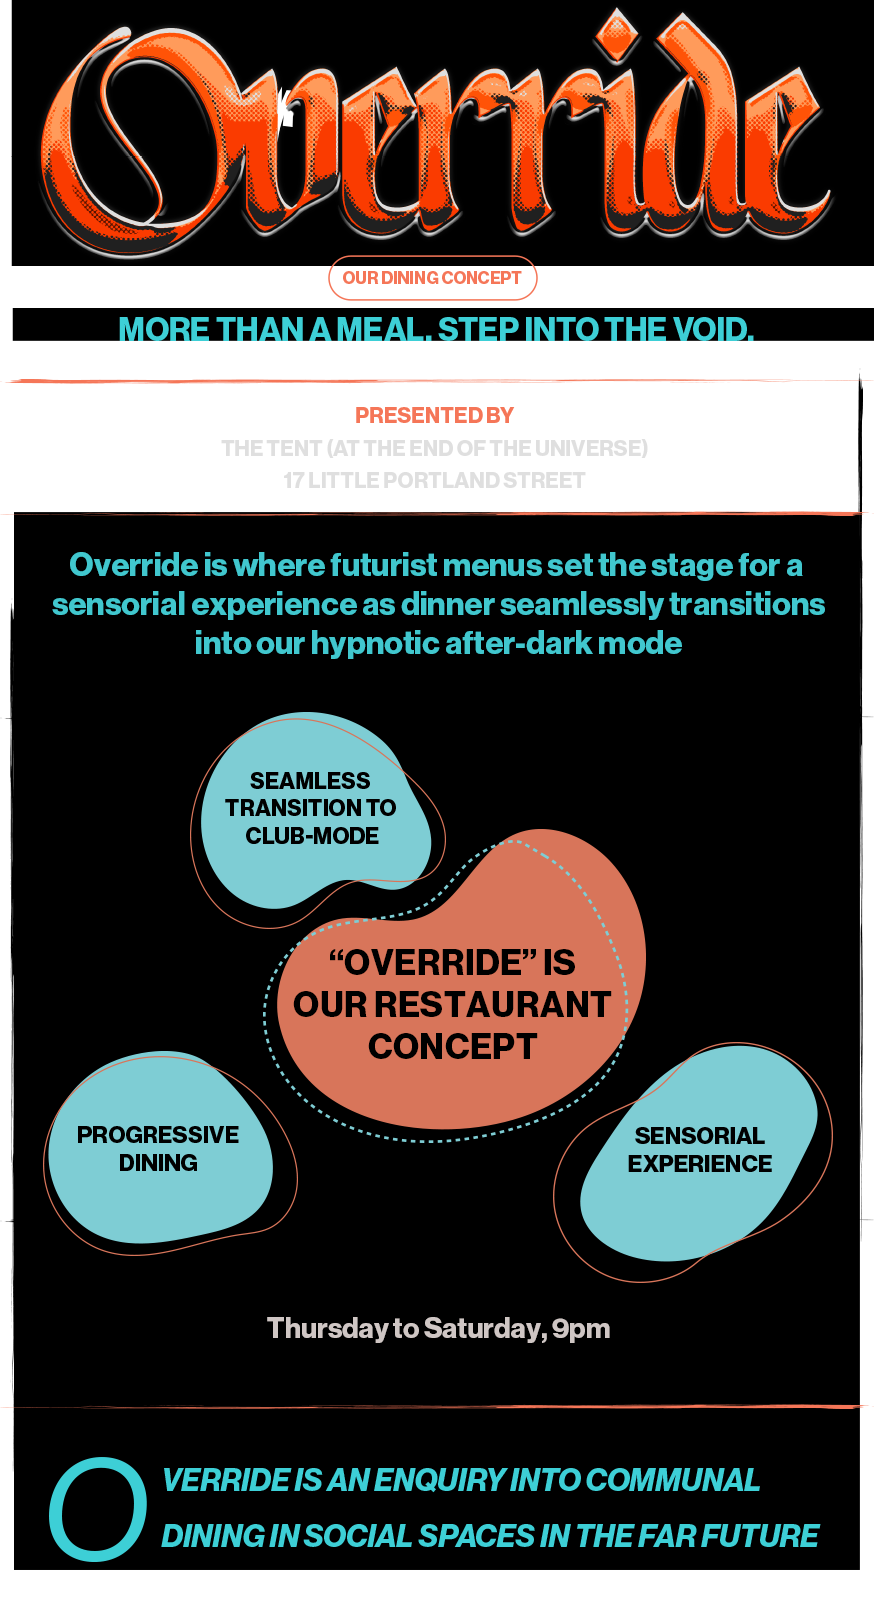 Override
OUR DINING CONCEPT
MORE THAN A MEAL. STEP INTO THE VOID.
PRESENTED BY
THE TENT (AT THE END OF THE UNIVERSE)
17 LITTLE PORTLAND STREET
Override is where futurist menus set the stage for a
sensorial experience as dinner seamlessly transitions
into our hypnotic after-dark mode
SEAMLESS
TRANSITION TO
CLUB-MODE
“OVERRIDE” IS
OUR RESTAURANT
CONCEPT
PROGRESSIVE
DINING
SENSORIAL
EXPERIENCE
Thursday to Saturday, 9pm
OVERRIDE IS AN ENQUIRY INTO COMMUNAL
DINING IN SOCIAL SPACES IN THE FAR FUTURE